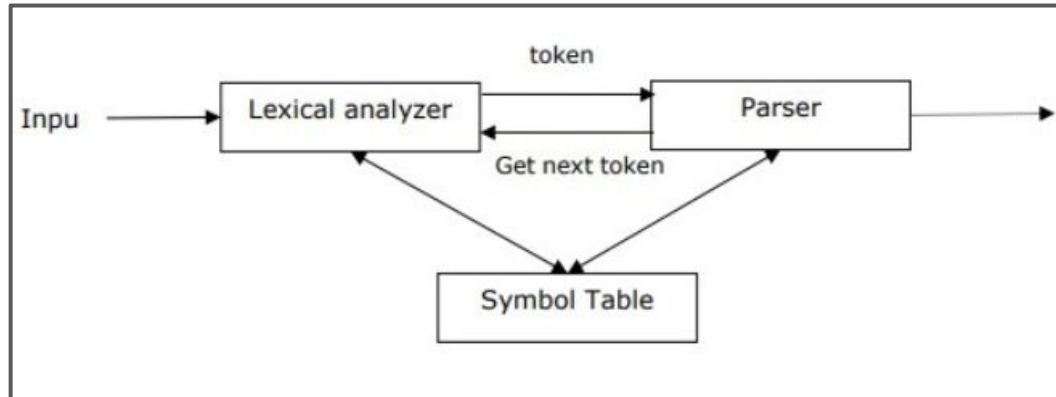 token
Inpu
Lexical analyzer
Parser
Get next token
Symbol Table